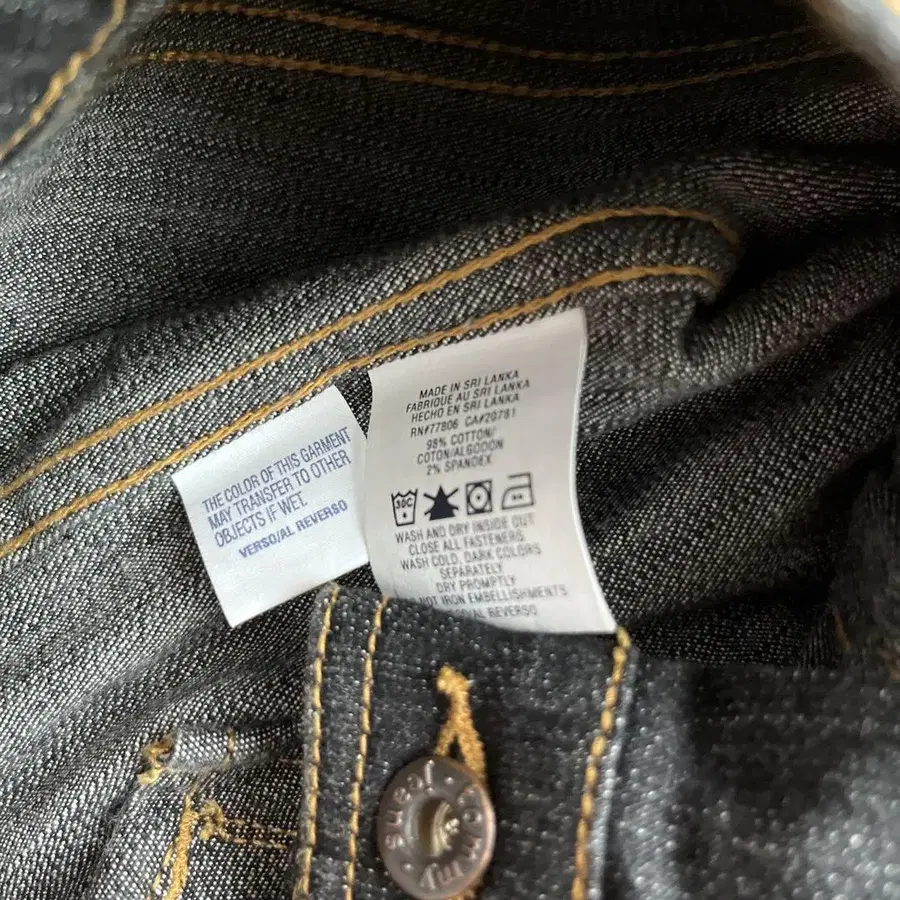 THE COLOR OF THIS GARMENT
MAY TRANSFER TO OTHER
OBJECTS IF WET.
VERSO/AL REVERSO
MADE IN SRI LANKA
FABRIQUE AU SRI LANKA
HECHO EN SRI LANKA
RN#77806 CA#20781
98% COTTON/
COTON/ALGODON
2% SPANDEX
30C
WASH AND DRY INSIDE OUT
CLOSE ALL FASTENERS
WASH COLD, DARK COLORS
SEPARATELY
DRY PROMPTLY
NOT IRON EMBELLISHMENTS
REVERSO
jeans